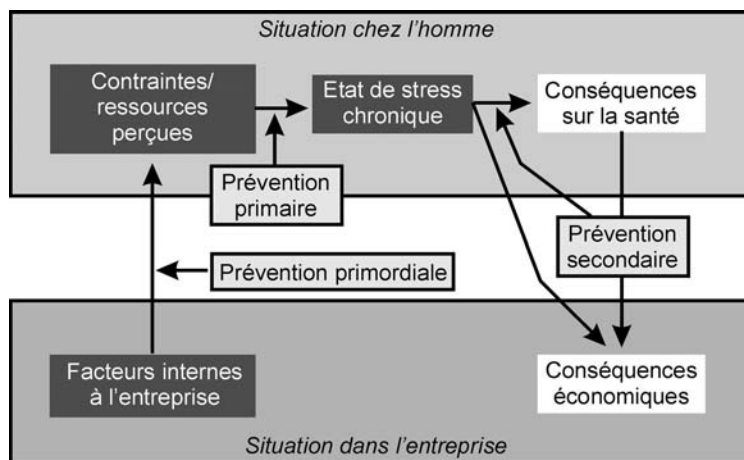 Situation chez l'homme
Contraintes/
ressources
perçues
Etat de stress
chronique
Conséquences
sur la santé
Prévention
primaire
Prévention
secondaire
Prévention primordiale
Facteurs internes
à l'entreprise
Conséquences
économiques
Situation dans l'entreprise